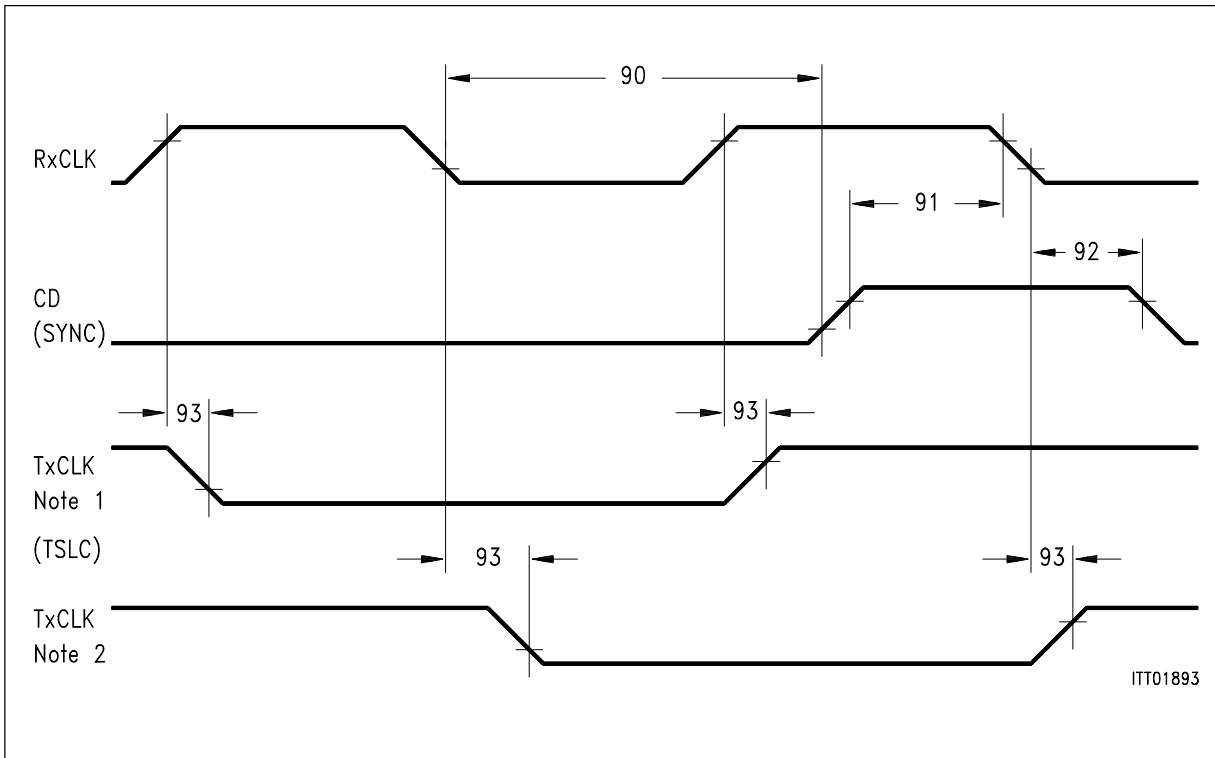 90
RxCLK
91
92
CD
(SYNC)
93
93
TxCLK
Note 1
(TSLC)
93
93
TxCLK
Note 2
ITT01893